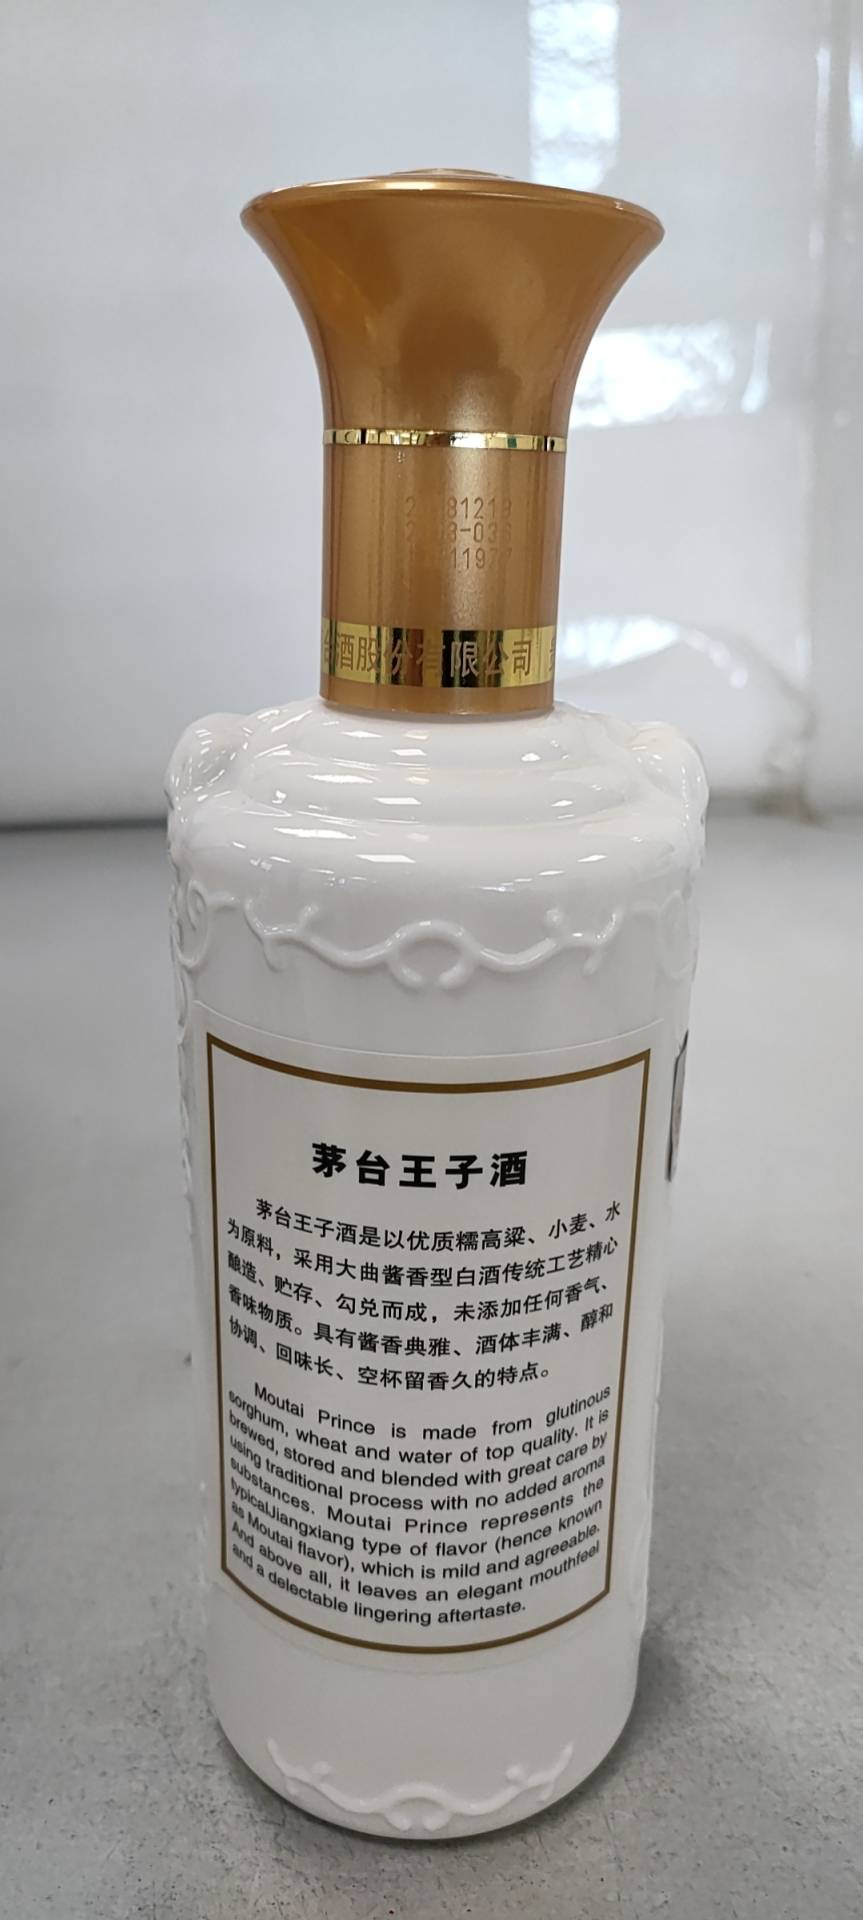 酒股份有限公司
茅台王子酒
茅台王子酒是以优质糯高粱、小麦、水
为原料，采用大曲酱香型白酒传统工艺精心
酿造、贮存、勾兑而成，未添加任何香气、
香味物质。具有酱香典雅、酒体丰满、醇和
协调、回味长、空杯留香久的特点。
Moutai Prince is made from glutinous
sorghum, wheat and water of top quality. It is
brewed, stored and blended with great care by
using traditional process with no added aroma
substances. Moutai Prince represents the
typicalJiangxiang type of flavor (hence known
as Moutai flavor), which is mild and agreeable.
And above all, it leaves an elegant mouthfeel
and a delectable lingering aftertaste.